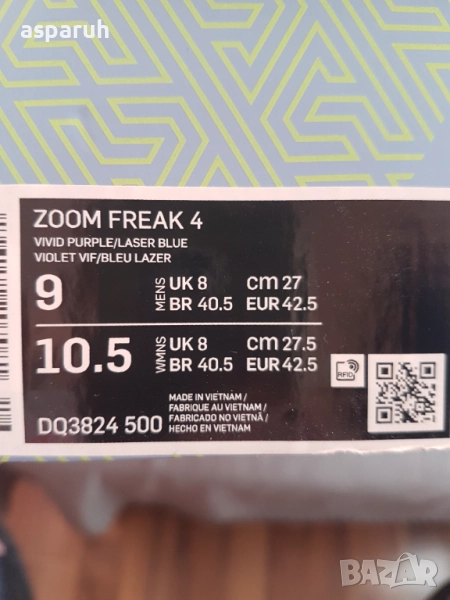 asparuh
ZOOM FREAK 4
VIVID PURPLE/LASER BLUE
VIOLET VIF/BLEU LAZER
9 MENS UK 8 CM 27
BR 40.5 EUR 42.5
10.5 WMNS UK 8 CM 27.5
BR 40.5 EUR 42.5
RFID
MADE IN VIETNAM /
FABRIQUE AU VIETNAM /
FABRICADO NO VIETNÃ /
HECHO EN VIETNAM
DQ3824 500
BAZAR